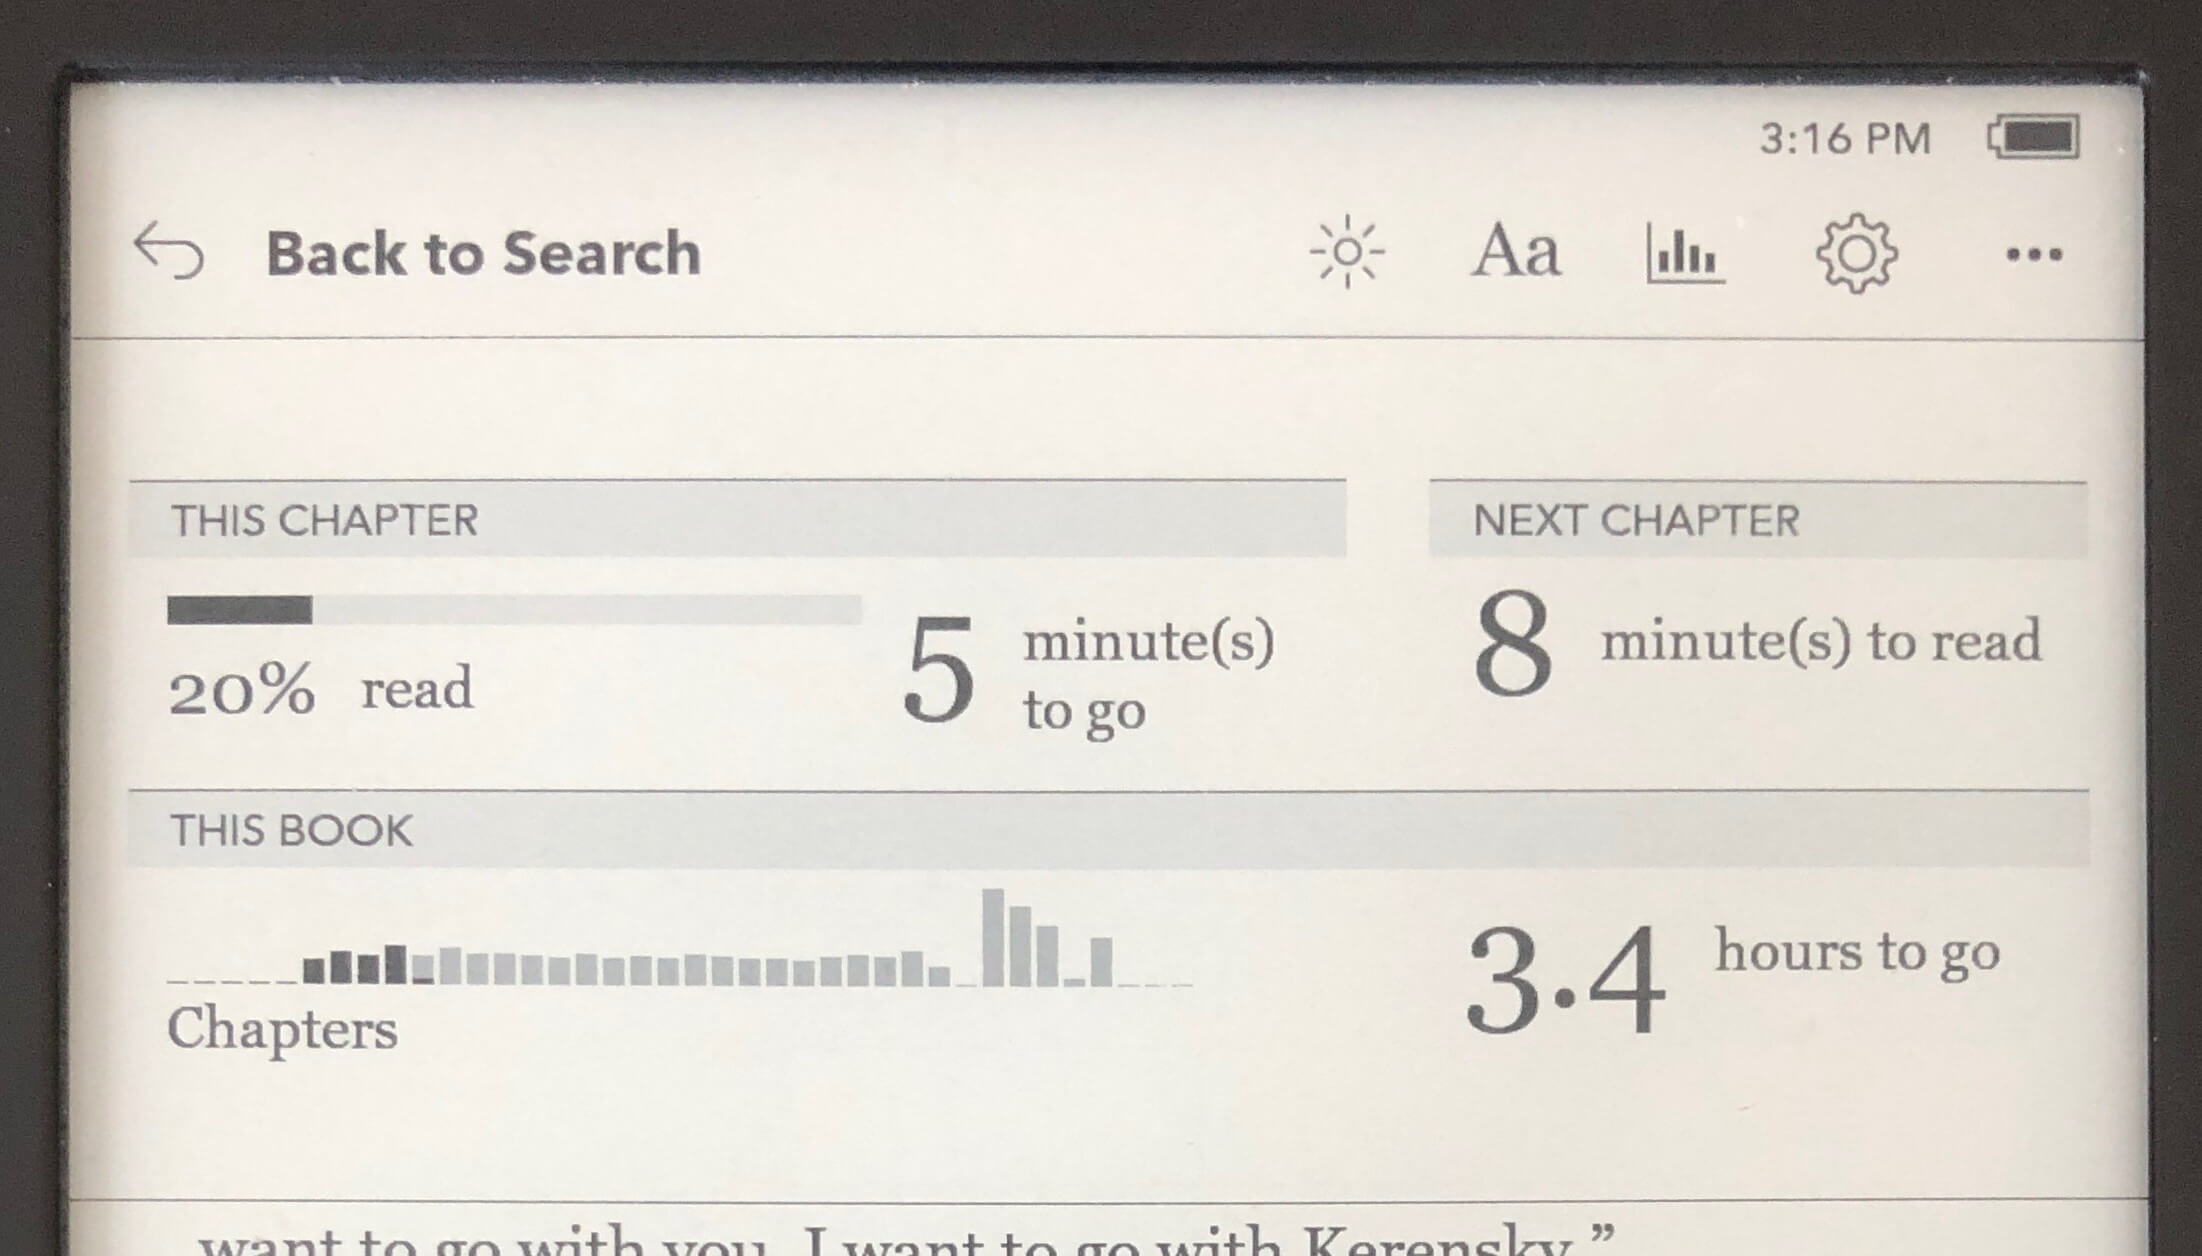 3:16 PM
Back to Search
Aa
THIS CHAPTER
NEXT CHAPTER
20% read
5 minute(s)
to go
8 minute(s) to read
THIS BOOK
Chapters
3.4 hours to go
want to go with you. I want to go with Kerensky.”